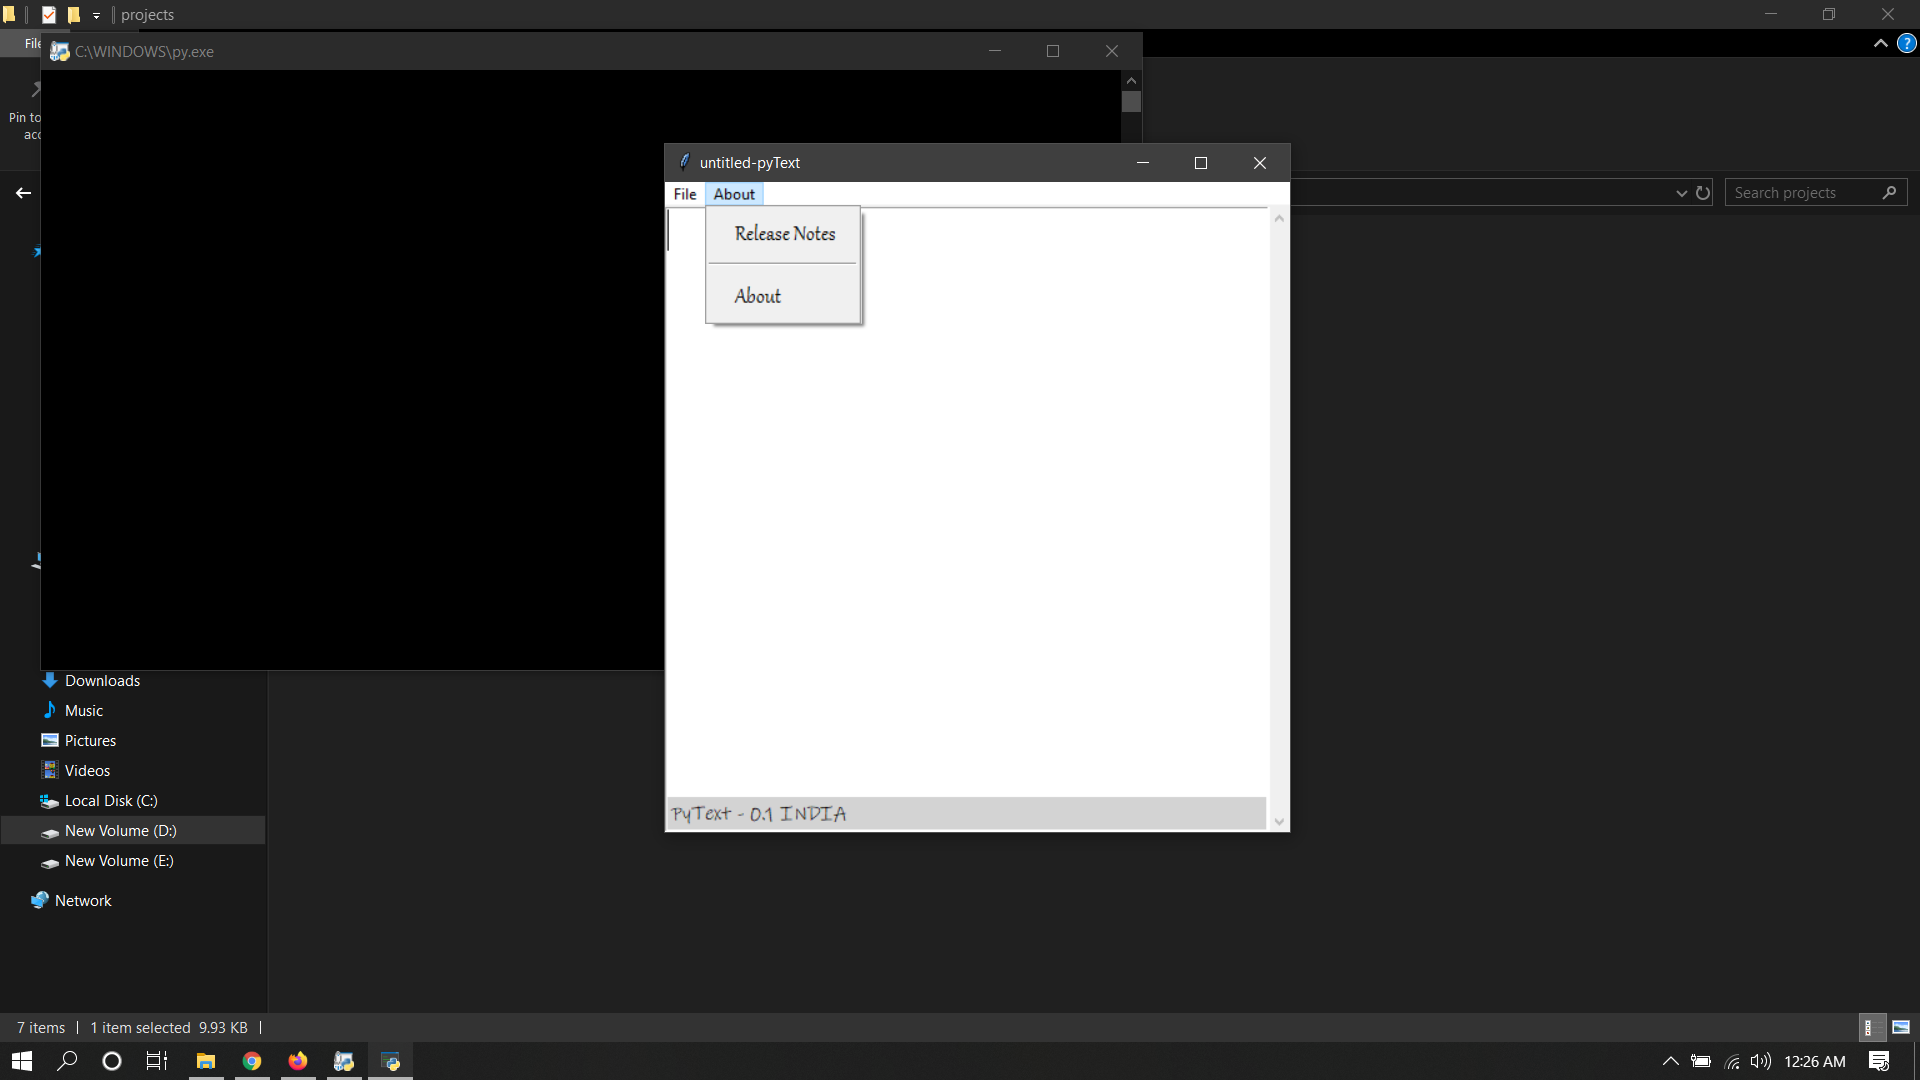 projects
File
C:\WINDOWS\py.exe
Pin to
untitled-pyText
File About
Search projects
Release Notes
About
Downloads
Music
Pictures
Videos
Local Disk (C:)
New Volume (D:)
New Volume (E:)
Network
PyText - 0.1 INDIA
7 items 1 item selected 9.93 KB
12:26 AM